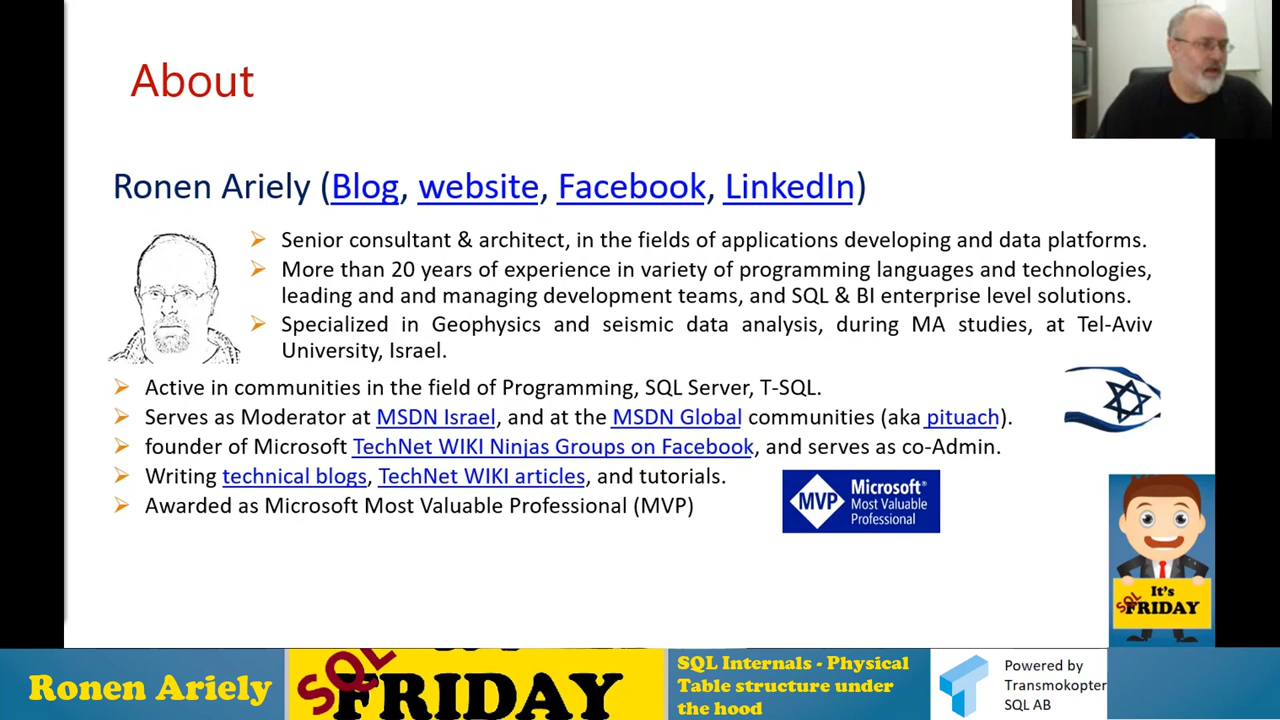 About
Ronen Ariely (Blog, website, Facebook, LinkedIn)
Senior consultant & architect, in the fields of applications developing and data platforms.
More than 20 years of experience in variety of programming languages and technologies,
leading and and managing development teams, and SQL & BI enterprise level solutions.
Specialized in Geophysics and seismic data analysis, during MA studies, at Tel-Aviv
University, Israel.
Active in communities in the field of Programming, SQL Server, T-SQL.
Serves as Moderator at MSDN Israel, and at the MSDN Global communities (aka pituach).
founder of Microsoft TechNet WIKI Ninjas Groups on Facebook, and serves as co-Admin.
Writing technical blogs, TechNet WIKI articles, and tutorials.
Awarded as Microsoft Most Valuable Professional (MVP)
MVP
Microsoft®
Most Valuable
Professional
It's
SQL
FRIDAY
Ronen Ariely
SQL
FRIDAY
SQL Internals - Physical
Table structure under
the hood
Powered by
Transmokopter
SQL AB